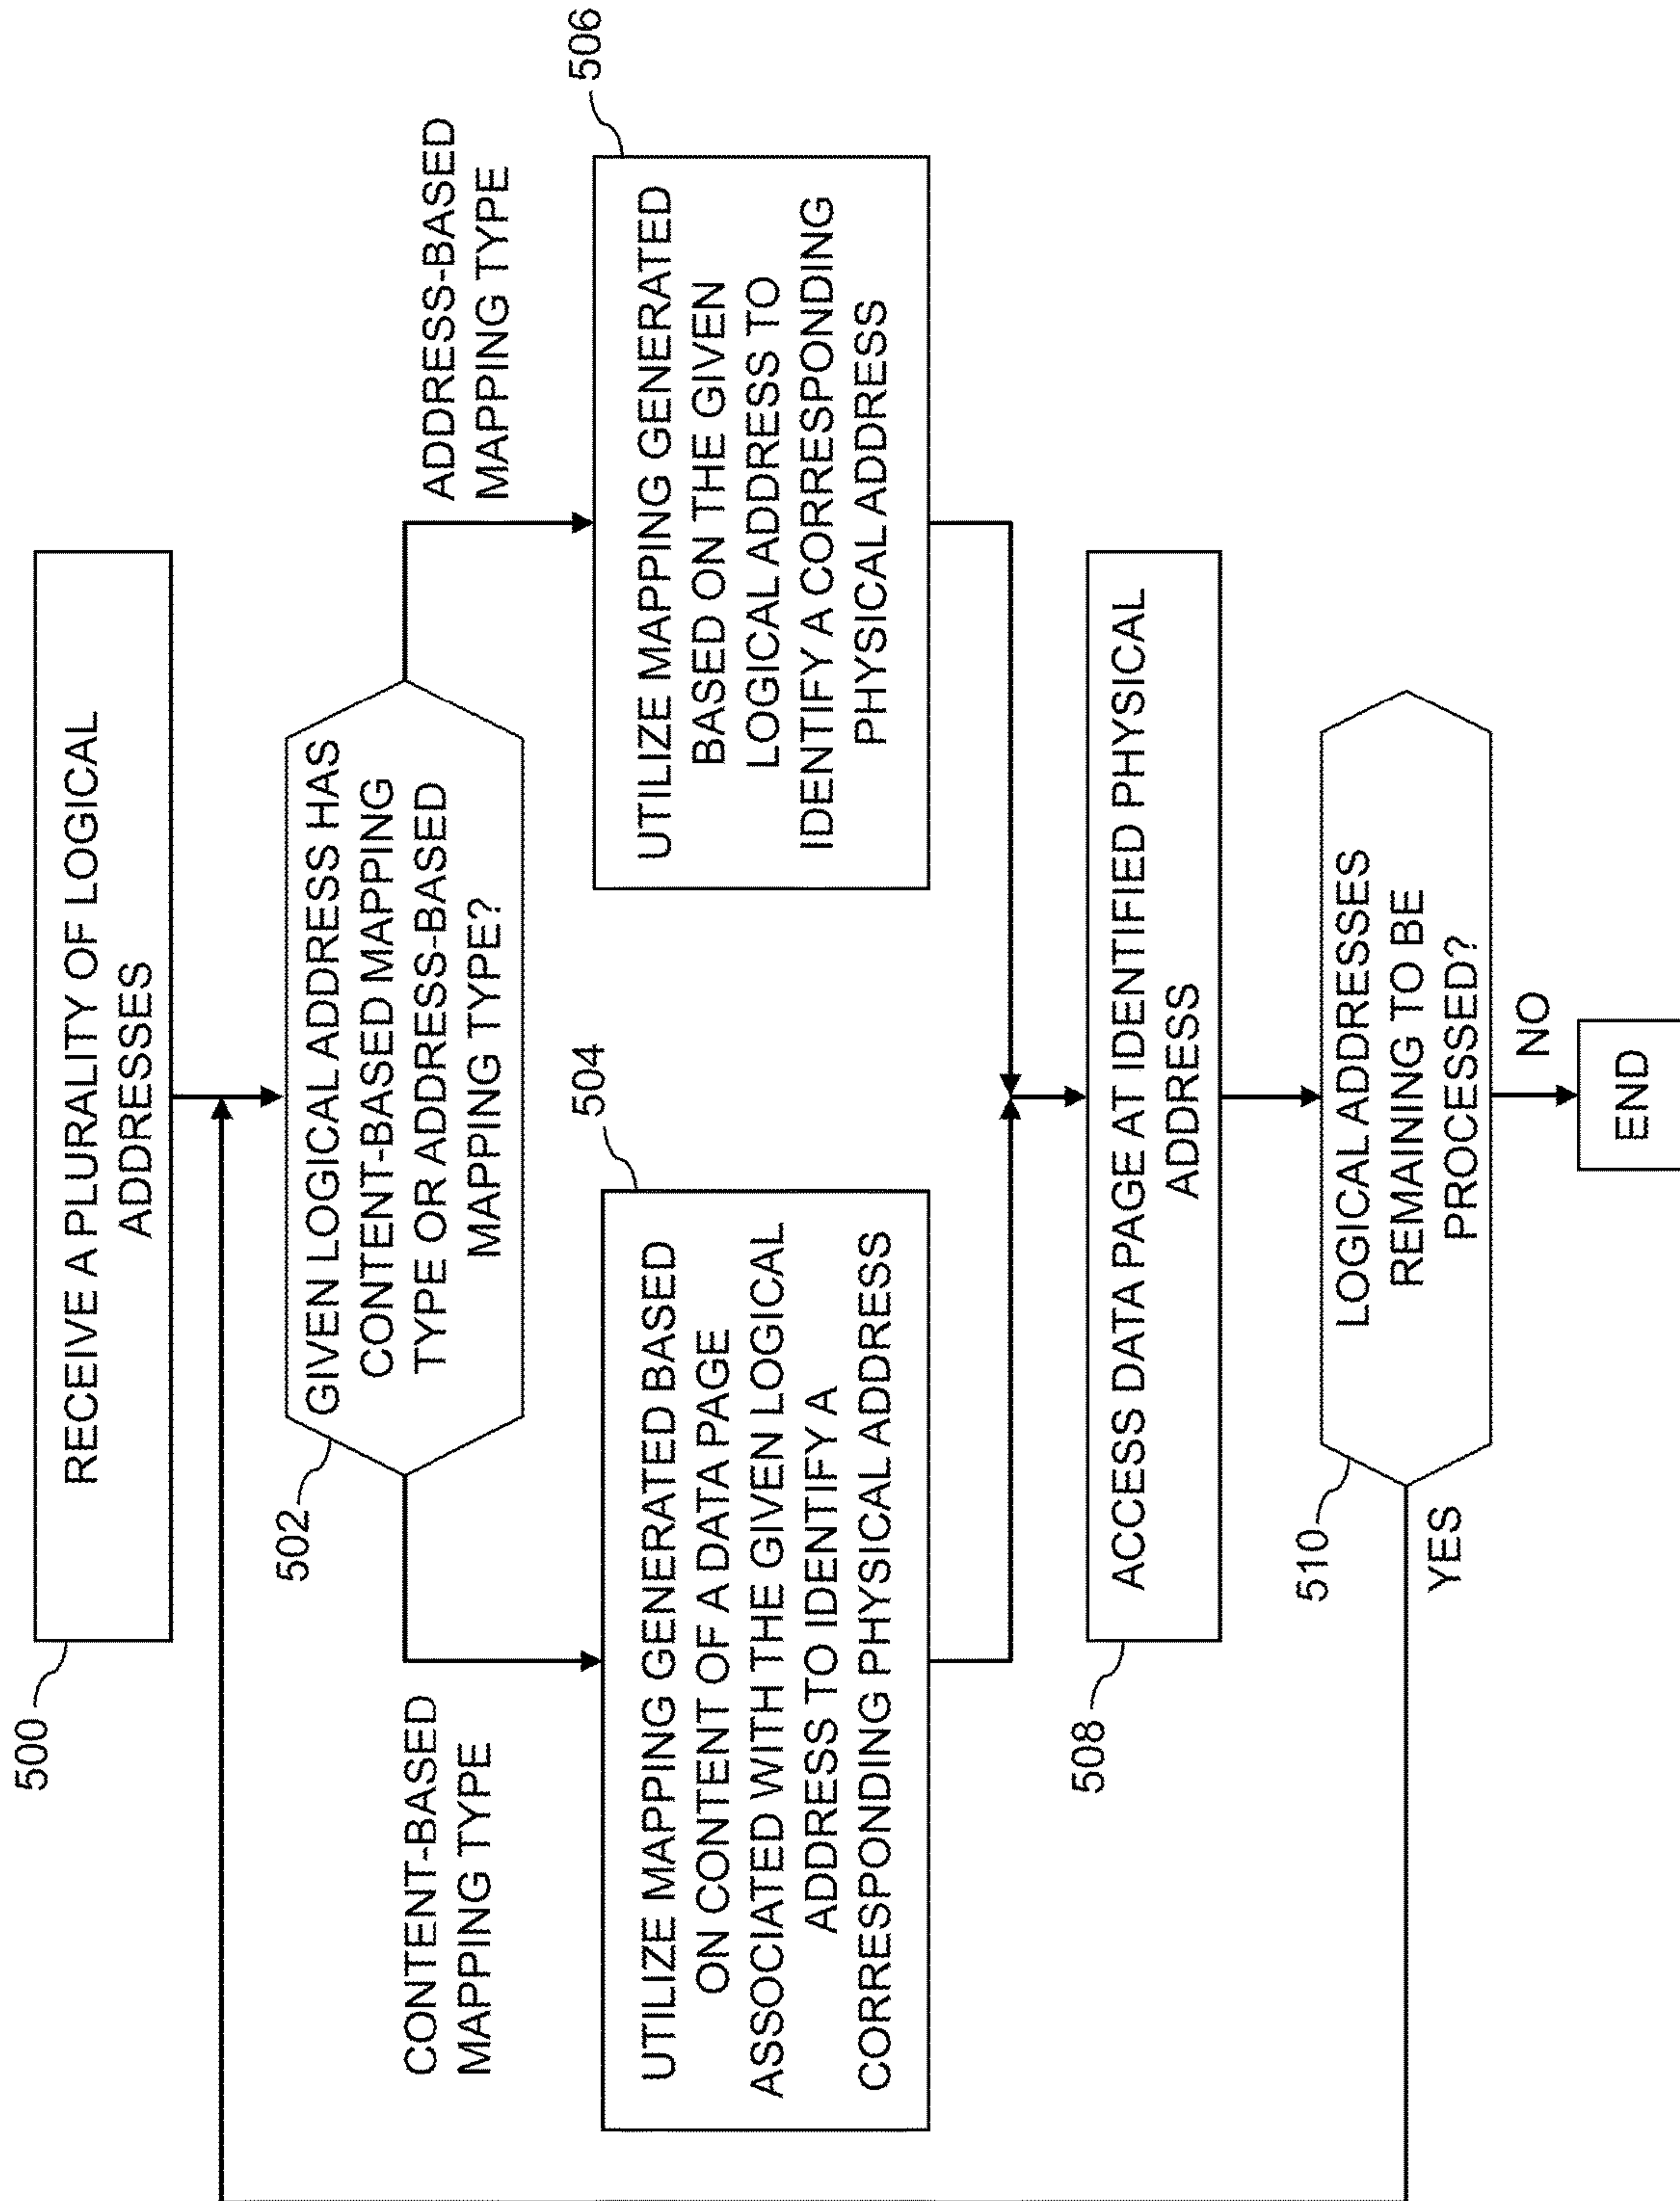 500
RECEIVE A PLURALITY OF LOGICAL
ADDRESSES
502
GIVEN LOGICAL ADDRESS HAS
CONTENT-BASED MAPPING
TYPE OR ADDRESS-BASED
MAPPING TYPE?
CONTENT-BASED
MAPPING TYPE
ADDRESS-BASED
MAPPING TYPE
504
UTILIZE MAPPING GENERATED BASED
ON CONTENT OF A DATA PAGE
ASSOCIATED WITH THE GIVEN LOGICAL
ADDRESS TO IDENTIFY A
CORRESPONDING PHYSICAL ADDRESS
506
UTILIZE MAPPING GENERATED
BASED ON THE GIVEN
LOGICAL ADDRESS TO
IDENTIFY A CORRESPONDING
PHYSICAL ADDRESS
508
ACCESS DATA PAGE AT IDENTIFIED PHYSICAL
ADDRESS
510
LOGICAL ADDRESSES
REMAINING TO BE
PROCESSED?
YES
NO
END